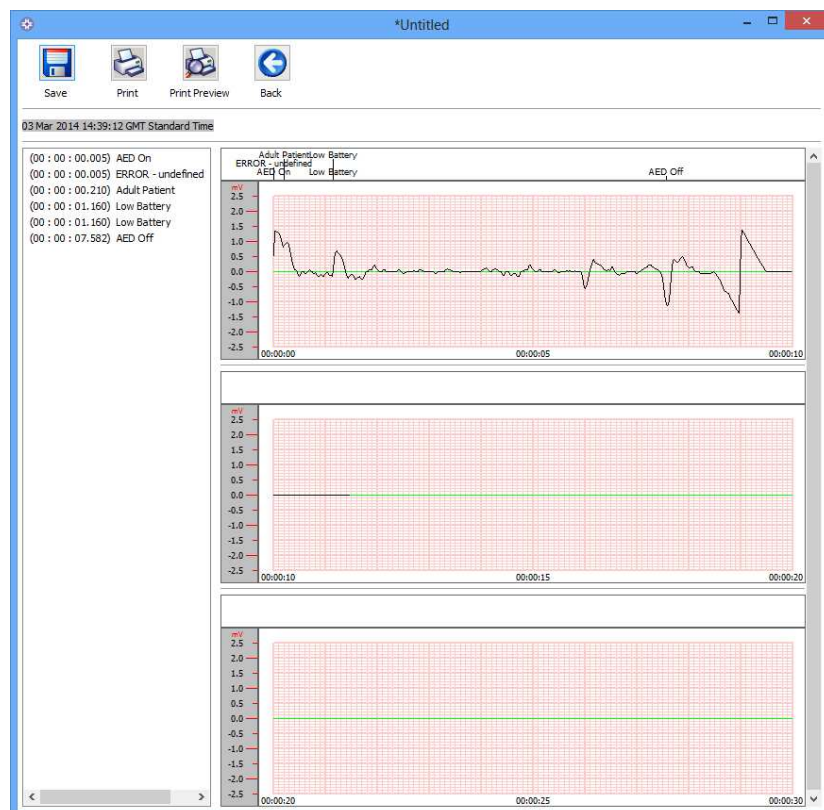 *Untitled
Save Print Print Preview Back
03 Mar 2014 14:39:12 GMT Standard Time
(00 : 00 : 00.005) AED On
(00 : 00 : 00.005) ERROR - undefined
(00 : 00 : 00.210) Adult Patient
(00 : 00 : 01.160) Low Battery
(00 : 00 : 01.160) Low Battery
(00 : 00 : 07.582) AED Off
Adult Patient Low Battery
ERROR - undefined
AED On Low Battery AED Off
mV
2.5
2.0
1.5
1.0
0.5
0.0
-0.5
-1.0
-1.5
-2.0
-2.5
00:00:00 00:00:05 00:00:10
mV
2.5
2.0
1.5
1.0
0.5
0.0
-0.5
-1.0
-1.5
-2.0
-2.5
00:00:10 00:00:15 00:00:20
mV
2.5
2.0
1.5
1.0
0.5
0.0
-0.5
-1.0
-1.5
-2.0
-2.5
00:00:20 00:00:25 00:00:30